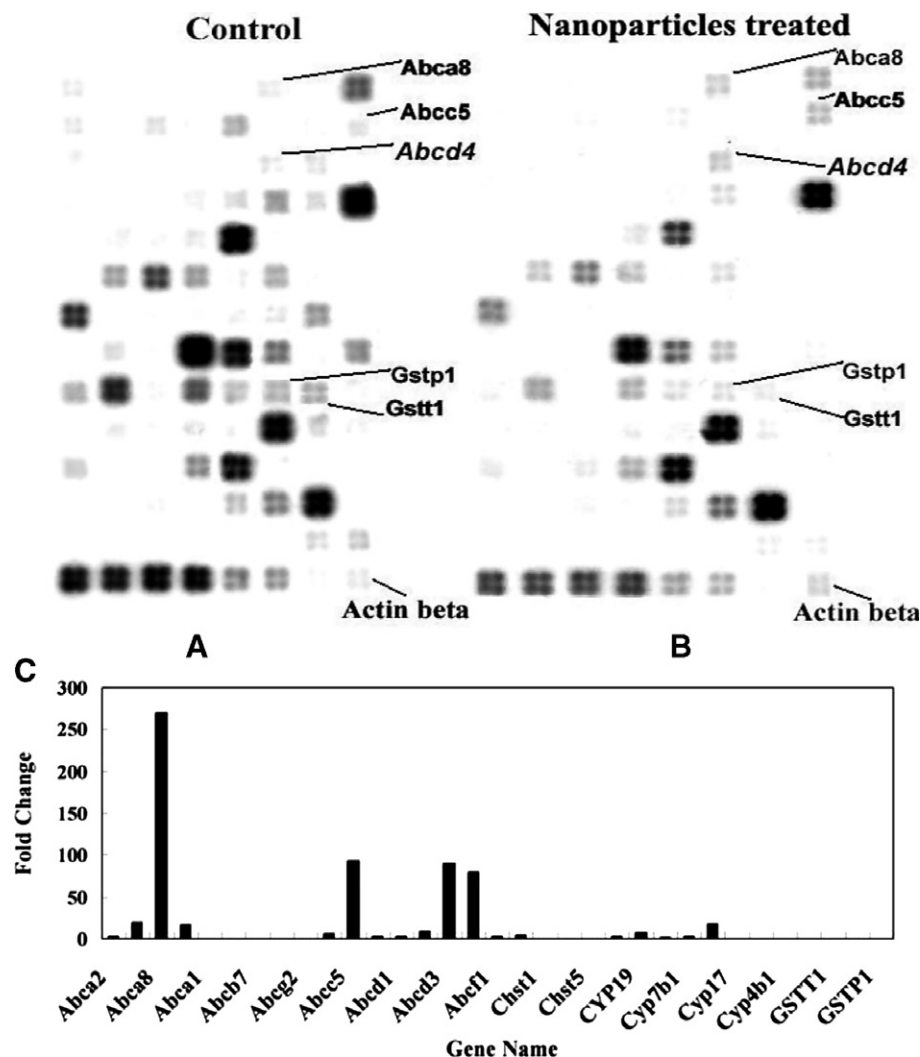 Control
Nanoparticles treated
Abca8
Abcc5
Abcd4
Gstp1
Gstt1
Actin beta
Abca8
Abcc5
Abcd4
Gstp1
Gstt1
Actin beta
A
B
C
300
250
200
150
100
50
0
Fold Change
Abca2
Abca8
Abca1
Abcb7
Abcg2
Abcc5
Abcd1
Abcd3
Abcf1
Chst1
Chst5
CYP19
Cyp7b1
Cyp17
Cyp4b1
GSTT1
GSTP1
Gene Name